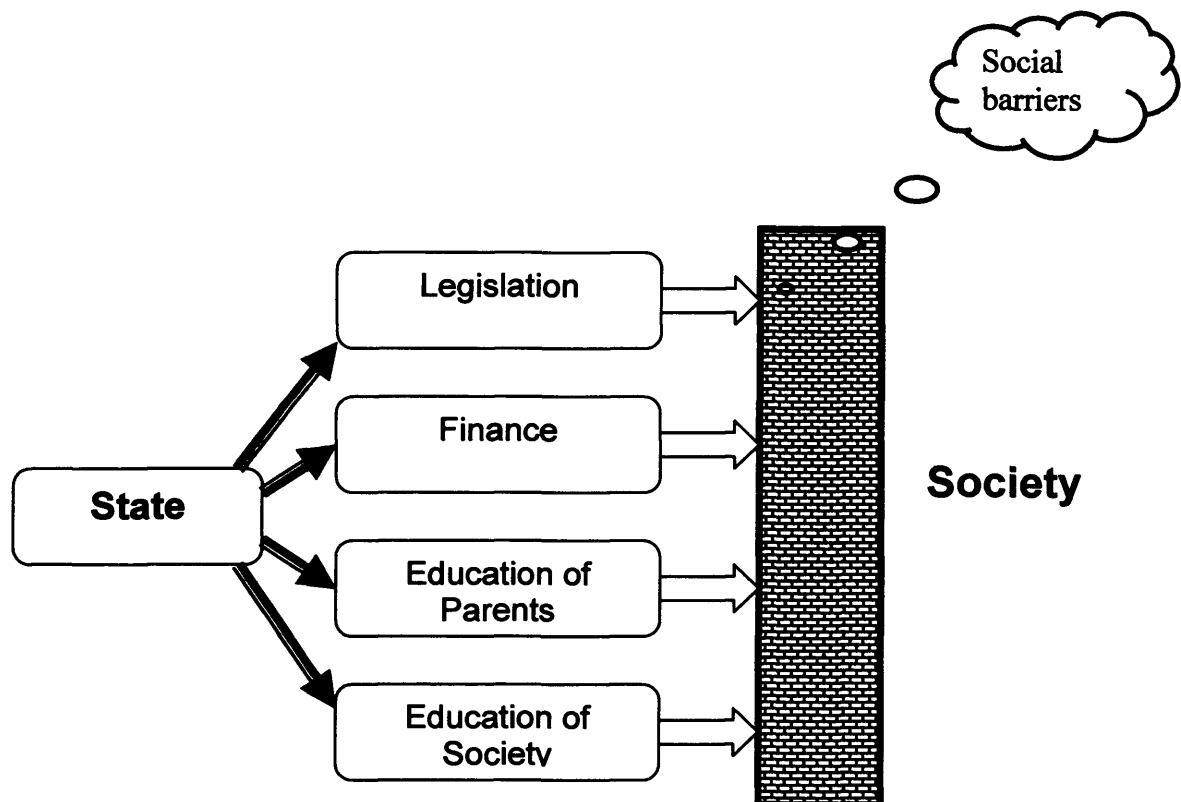 Social
barriers
Legislation
Finance
State
Society
Education of
Parents
Education of
Society